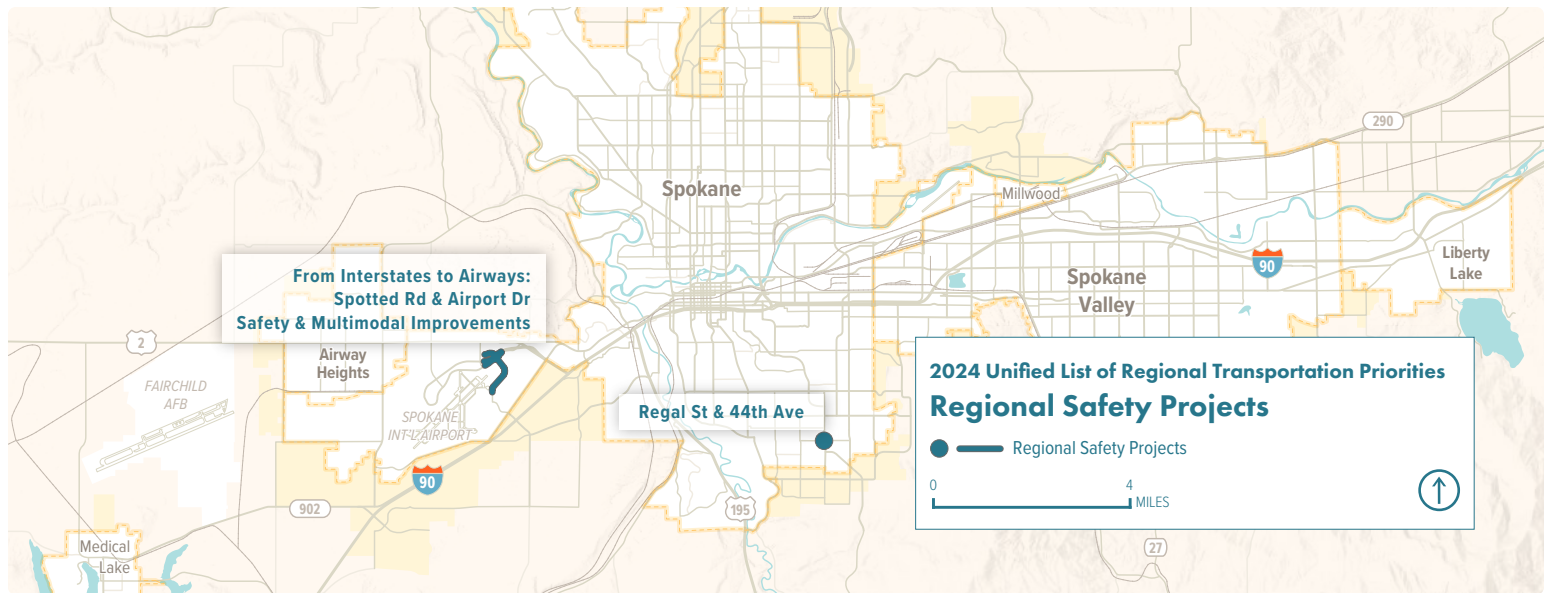 290
Spokane
Millwood
From Interstates to Airways:
Spotted Rd & Airport Dr
Safety & Multimodal Improvements
Liberty
Lake
90
Spokane
Valley
2
Airway
Heights
FAIRCHILD
AFB
SPOKANE
INT'L AIRPORT
Regal St & 44th Ave
2024 Unified List of Regional Transportation Priorities
Regional Safety Projects
Regional Safety Projects
0 4
MILES
90
902
195
Medical
Lake
27